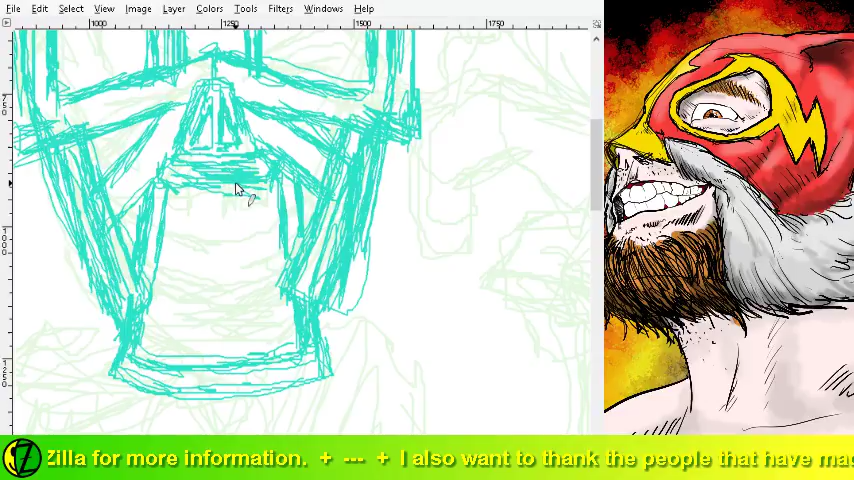 File Edit Select View Image Layer Colors Tools Filters Windows Help
1000 1250 1500 1750
Zilla for more information. + --- + I also want to thank the people that have mad